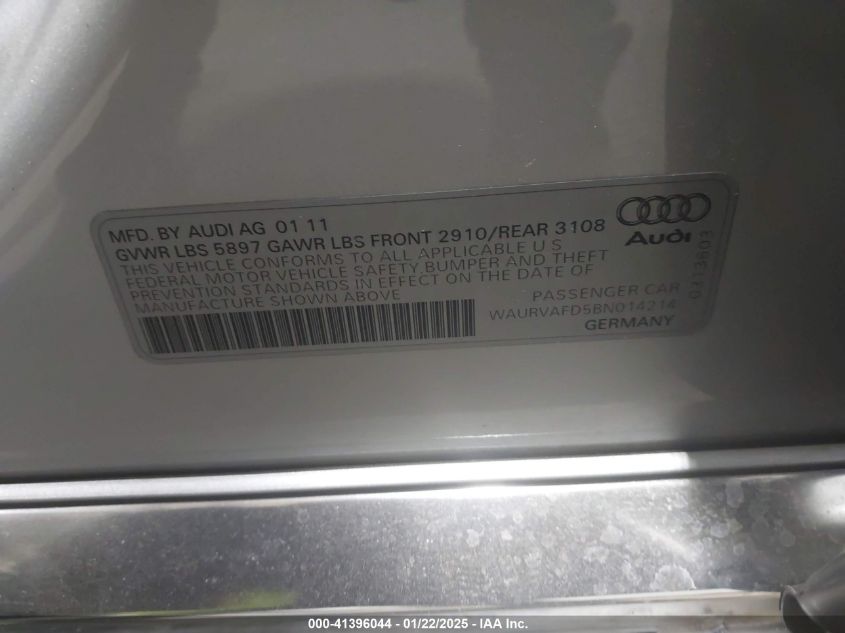 MFD. BY AUDI AG 01 11
GVWR LBS 5897 GAWR LBS FRONT 2910/REAR 3108
THIS VEHICLE CONFORMS TO ALL APPLICABLE U S
FEDERAL MOTOR VEHICLE SAFETY,BUMPER AND THEFT
PREVENTION STANDARDS IN EFFECT ON THE DATE OF
MANUFACTURE SHOWN ABOVE
Audi
PASSENGER CAR
WAURVAFD5BN014214
GERMANY
0313603
000-41396044 / 01/22/2025 - IAA Inc.